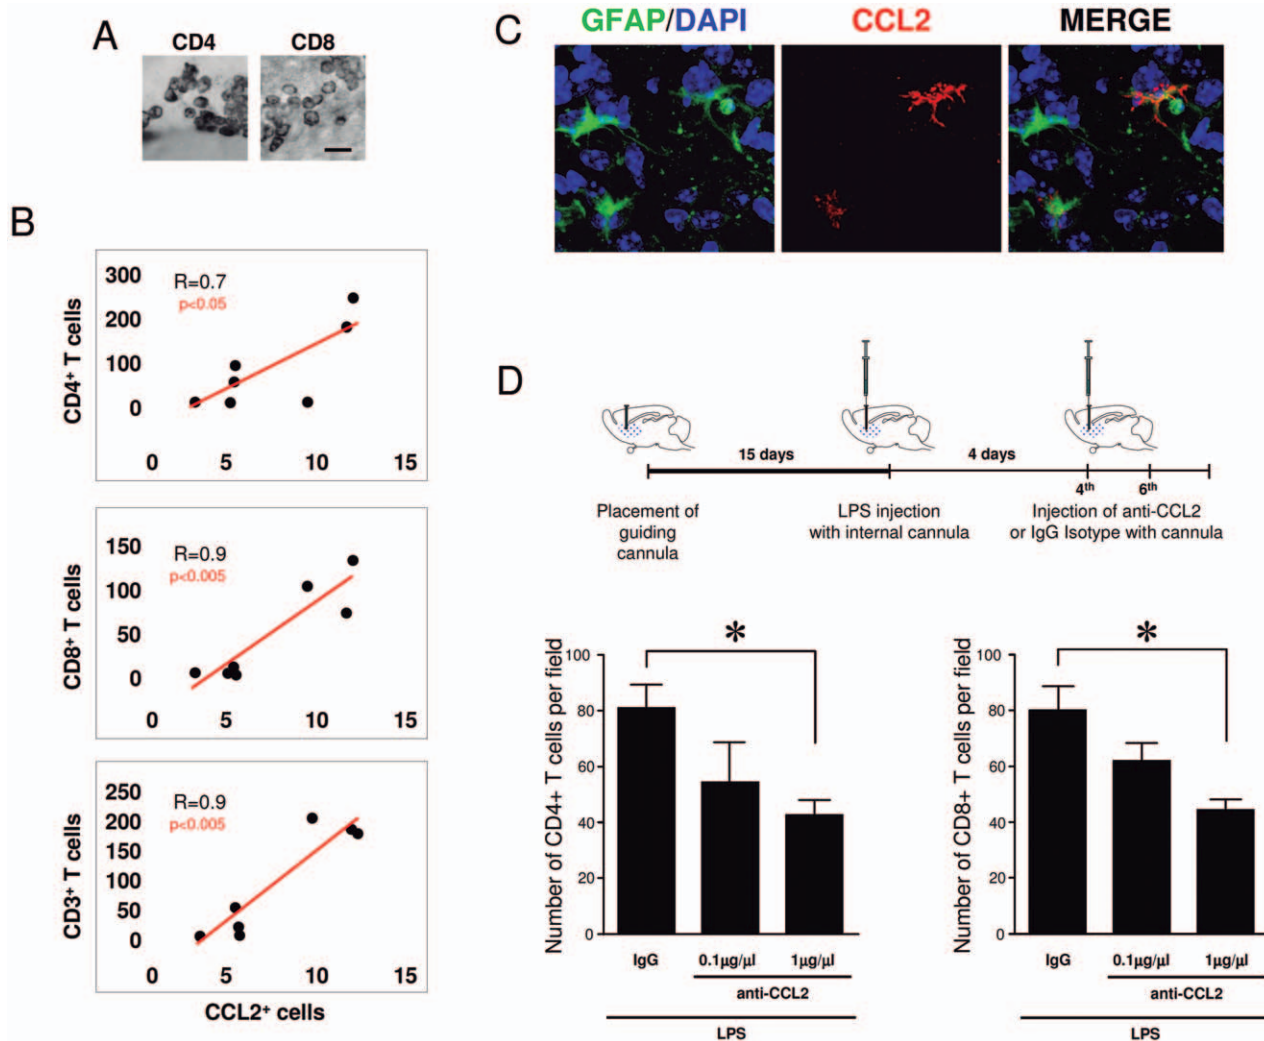 A
CD4 CD8
B
300
200
100
0
R=0.7
p<0.05
CD4⁺ T cells
0 5 10 15
150
100
50
0
R=0.9
p<0.005
CD8⁺ T cells
0 5 10 15
250
200
150
100
50
0
R=0.9
p<0.005
CD3⁺ T cells
0 5 10 15
CCL2⁺ cells
C
GFAP/DAPI CCL2 MERGE
D
15 days 4 days
4th 6th
Placement of
guiding
cannula
LPS injection
with internal cannula
Injection of anti-CCL2
or IgG Isotype with cannula
Number of CD4+ T cells per field
100
80
60
40
20
0
*
IgG 0.1µg/µl 1µg/µl
anti-CCL2
LPS
Number of CD8+ T cells per field
100
80
60
40
20
0
*
IgG 0.1µg/µl 1µg/µl
anti-CCL2
LPS